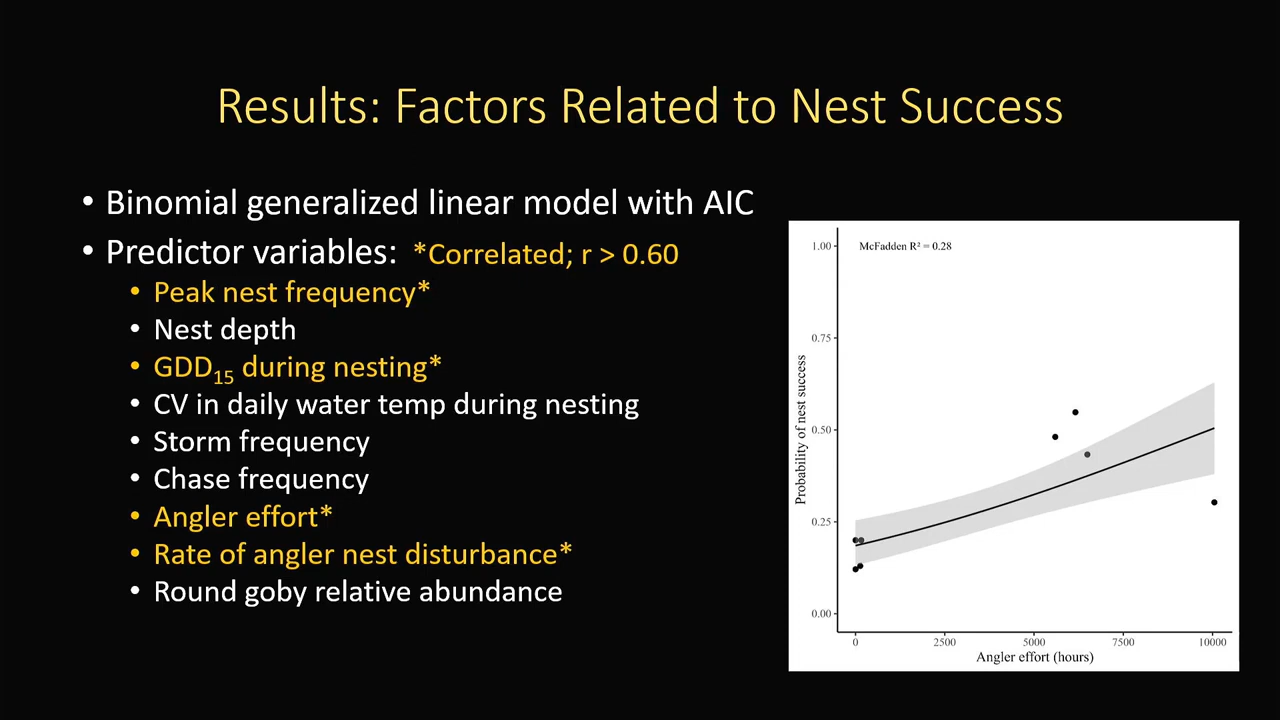 Results: Factors Related to Nest Success
• Binomial generalized linear model with AIC
• Predictor variables: *Correlated; r > 0.60
• Peak nest frequency*
• Nest depth
• GDD15 during nesting*
• CV in daily water temp during nesting
• Storm frequency
• Chase frequency
• Angler effort*
• Rate of angler nest disturbance*
• Round goby relative abundance
McFadden R² = 0.28
Probability of nest success
1.00
0.75
0.50
0.25
0.00
0 2500 5000 7500 10000
Angler effort (hours)